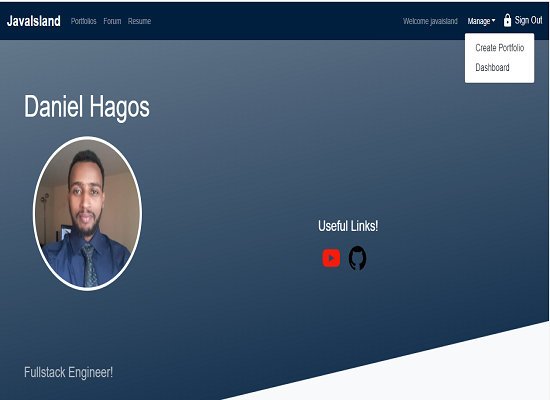 JavaIsland Portfolios Forum Resume Welcome javaisland Manage Sign Out
Create Portfolio
Dashboard
Daniel Hagos
Useful Links!
Fullstack Engineer!